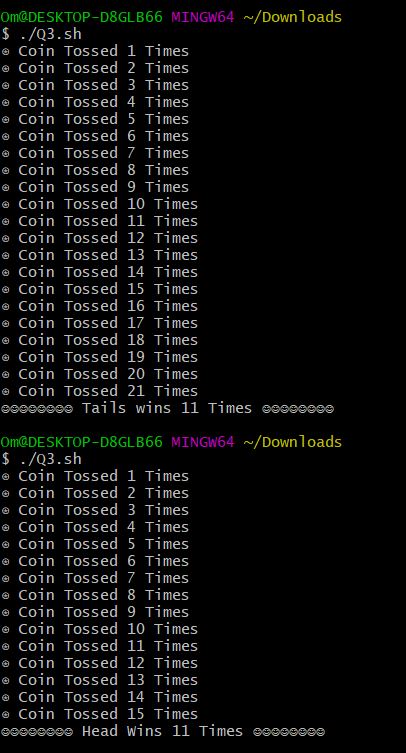 Om@DESKTOP-D8GLB66 MINGW64 ~/Downloads
$ ./Q3.sh
⍟ Coin Tossed 1 Times
⍟ Coin Tossed 2 Times
⍟ Coin Tossed 3 Times
⍟ Coin Tossed 4 Times
⍟ Coin Tossed 5 Times
⍟ Coin Tossed 6 Times
⍟ Coin Tossed 7 Times
⍟ Coin Tossed 8 Times
⍟ Coin Tossed 9 Times
⍟ Coin Tossed 10 Times
⍟ Coin Tossed 11 Times
⍟ Coin Tossed 12 Times
⍟ Coin Tossed 13 Times
⍟ Coin Tossed 14 Times
⍟ Coin Tossed 15 Times
⍟ Coin Tossed 16 Times
⍟ Coin Tossed 17 Times
⍟ Coin Tossed 18 Times
⍟ Coin Tossed 19 Times
⍟ Coin Tossed 20 Times
⍟ Coin Tossed 21 Times
☺☺☺☺☺☺☺☺ Tails wins 11 Times ☺☺☺☺☺☺☺☺
Om@DESKTOP-D8GLB66 MINGW64 ~/Downloads
$ ./Q3.sh
⍟ Coin Tossed 1 Times
⍟ Coin Tossed 2 Times
⍟ Coin Tossed 3 Times
⍟ Coin Tossed 4 Times
⍟ Coin Tossed 5 Times
⍟ Coin Tossed 6 Times
⍟ Coin Tossed 7 Times
⍟ Coin Tossed 8 Times
⍟ Coin Tossed 9 Times
⍟ Coin Tossed 10 Times
⍟ Coin Tossed 11 Times
⍟ Coin Tossed 12 Times
⍟ Coin Tossed 13 Times
⍟ Coin Tossed 14 Times
⍟ Coin Tossed 15 Times
☺☺☺☺☺☺☺☺ Head Wins 11 Times ☺☺☺☺☺☺☺☺